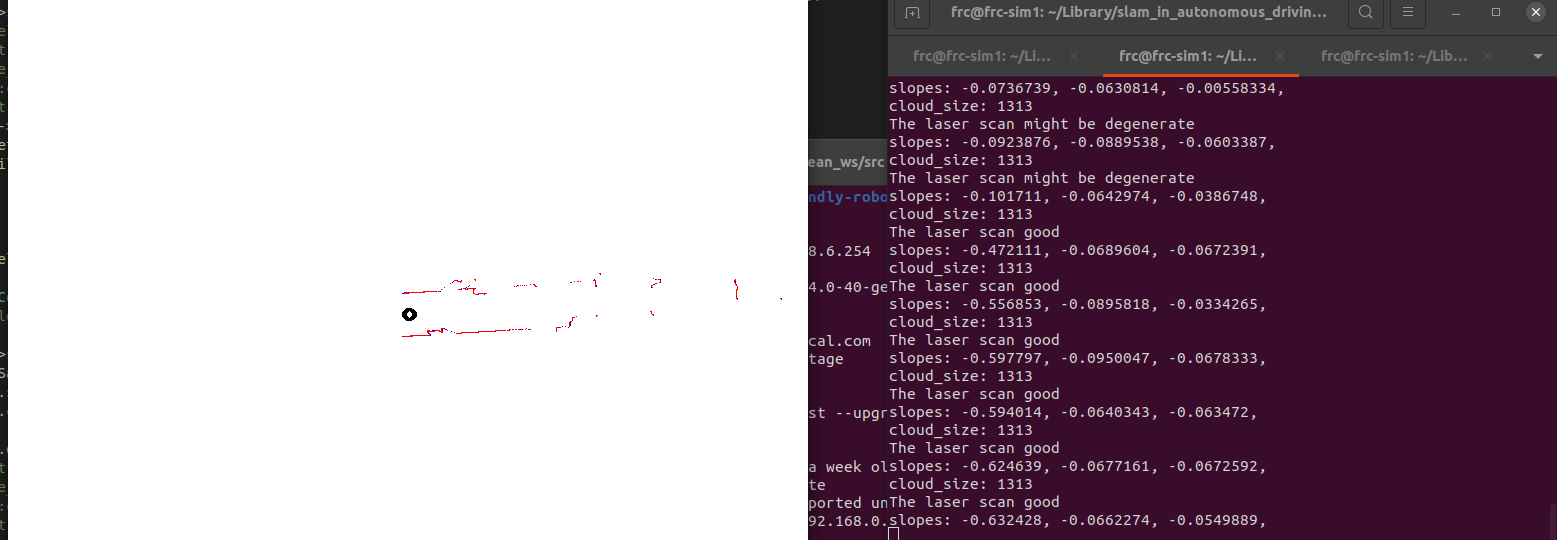 frc@frc-sim1: ~/Library/slam_in_autonomous_drivin...
frc@frc-sim1: ~/Li...
frc@frc-sim1: ~/Li...
frc@frc-sim1: ~/Lib...
slopes: -0.0736739, -0.0630814, -0.00558334,
cloud_size: 1313
The laser scan might be degenerate
slopes: -0.0923876, -0.0889538, -0.0603387,
cloud_size: 1313
The laser scan might be degenerate
slopes: -0.101711, -0.0642974, -0.0386748,
cloud_size: 1313
The laser scan good
slopes: -0.472111, -0.0689604, -0.0672391,
cloud_size: 1313
The laser scan good
slopes: -0.556853, -0.0895818, -0.0334265,
cloud_size: 1313
The laser scan good
slopes: -0.597797, -0.0950047, -0.0678333,
cloud_size: 1313
The laser scan good
slopes: -0.594014, -0.0640343, -0.063472,
cloud_size: 1313
The laser scan good
slopes: -0.624639, -0.0677161, -0.0672592,
cloud_size: 1313
The laser scan good
slopes: -0.632428, -0.0662274, -0.0549889,
ean_ws/src
ndly-robo
8.6.254
4.0-40-ge
cal.com
tage
st --upgr
a week ol
te
ported un
92.168.0.